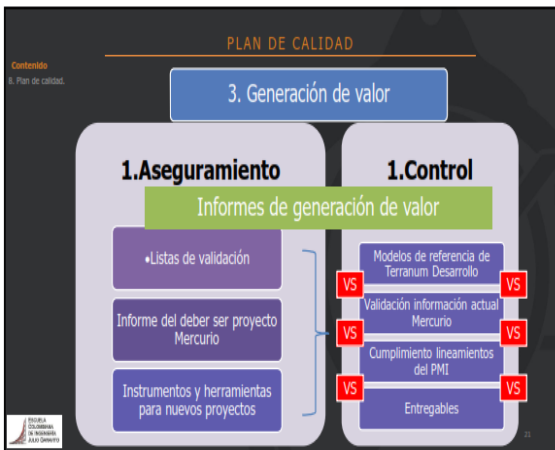 PLAN DE CALIDAD
Contenido
8. Plan de calidad.
3. Generación de valor
1.Aseguramiento
1.Control
Informes de generación de valor
•Listas de validación
Informe del deber ser proyecto
Mercurio
Instrumentos y herramientas
para nuevos proyectos
Modelos de referencia de
Terranum Desarrollo
VS
VS
Validación información actual
Mercurio
VS
VS
Cumplimiento lineamientos
del PMI
VS
VS
Entregables
ESCUELA
COLOMBIANA
DE INGENIERÍA
JULIO GARAVITO